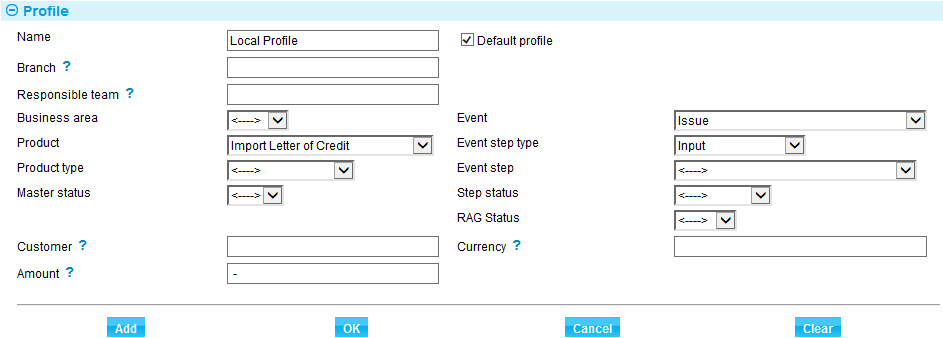 Profile
Name Local Profile Default profile
Branch ?
Responsible team ?
Business area <----> Event Issue
Product Import Letter of Credit Event step type Input
Product type <----> Event step <---->
Master status <----> Step status <---->
RAG Status <---->
Customer ? Currency ?
Amount ? -
Add OK Cancel Clear